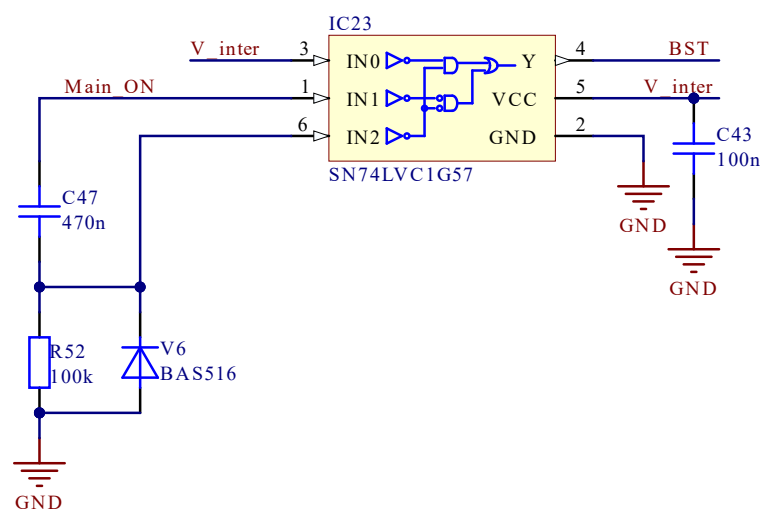 IC23
V_inter
3
IN0
Y
4
BST
Main_ON
1
IN1
VCC
5
V_inter
6
IN2
GND
2
SN74LVC1G57
C43
100n
C47
470n
GND
GND
R52
100k
V6
BAS516
GND